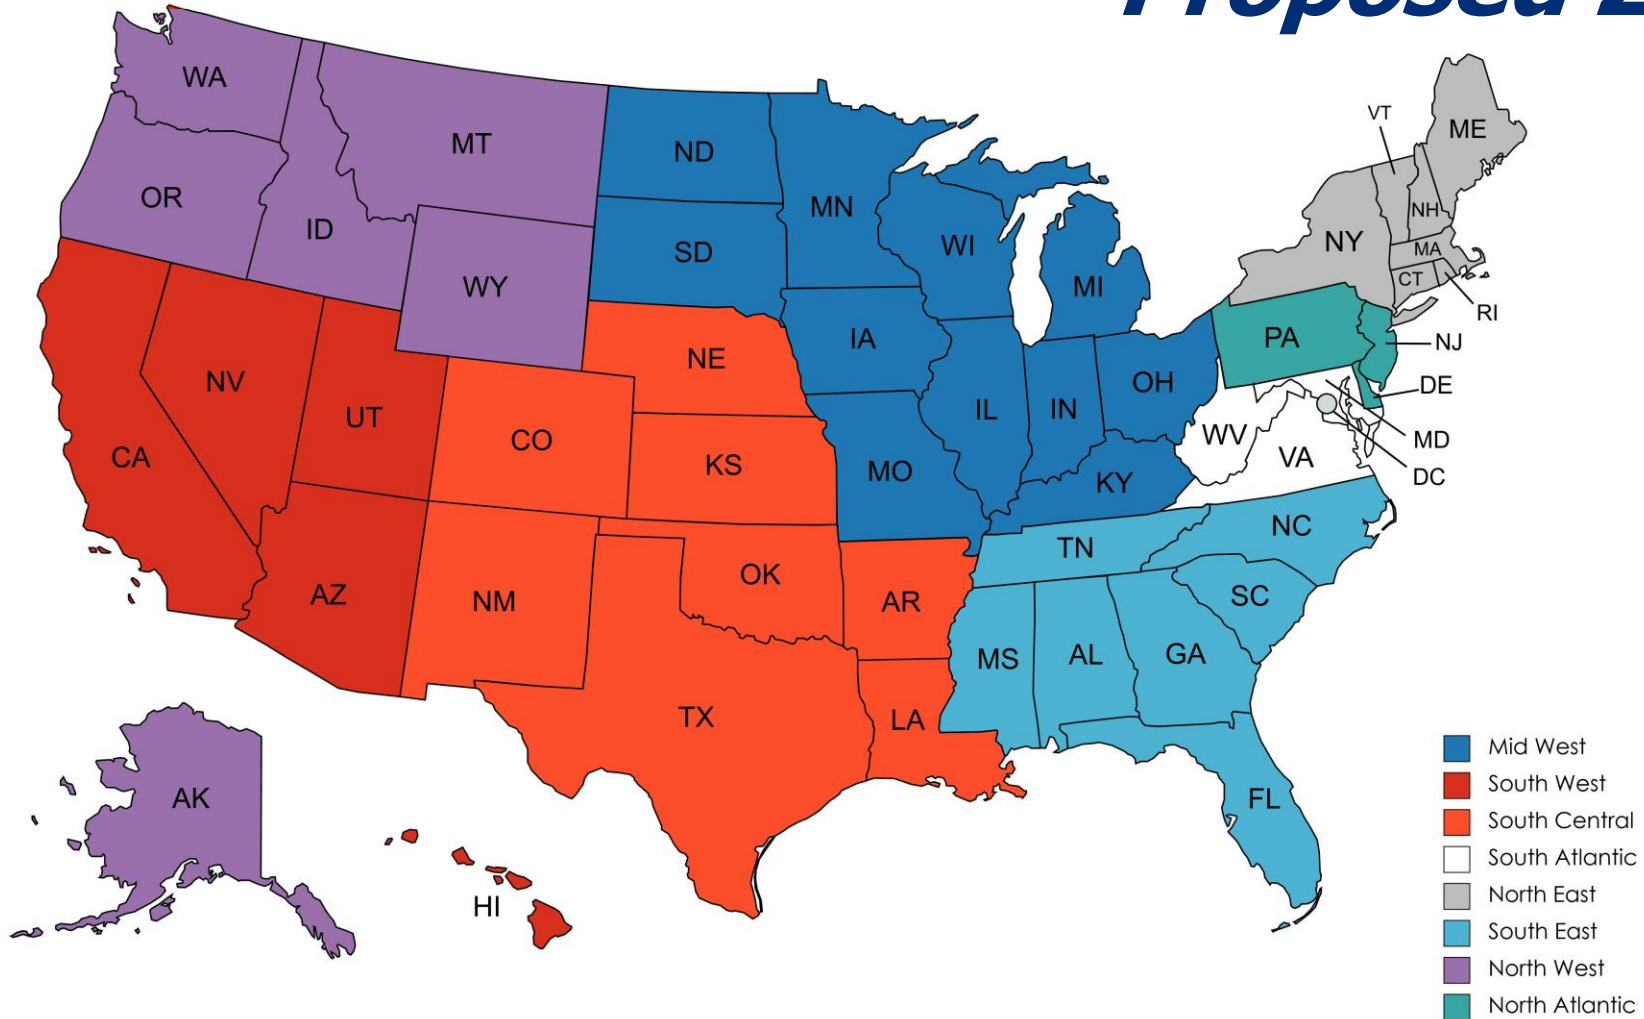 Proposed
WA
MT
ND
MN
VT
ME
OR
ID
SD
WI
MI
NY
NH
MA
CT
RI
WY
NE
IA
PA
NJ
NV
UT
CO
KS
IL
IN
OH
DE
CA
MO
KY
WV
VA
MD
DC
AZ
NM
OK
AR
TN
NC
SC
MS
AL
GA
TX
LA
FL
AK
HI
Mid West
South West
South Central
South Atlantic
North East
South East
North West
North Atlantic